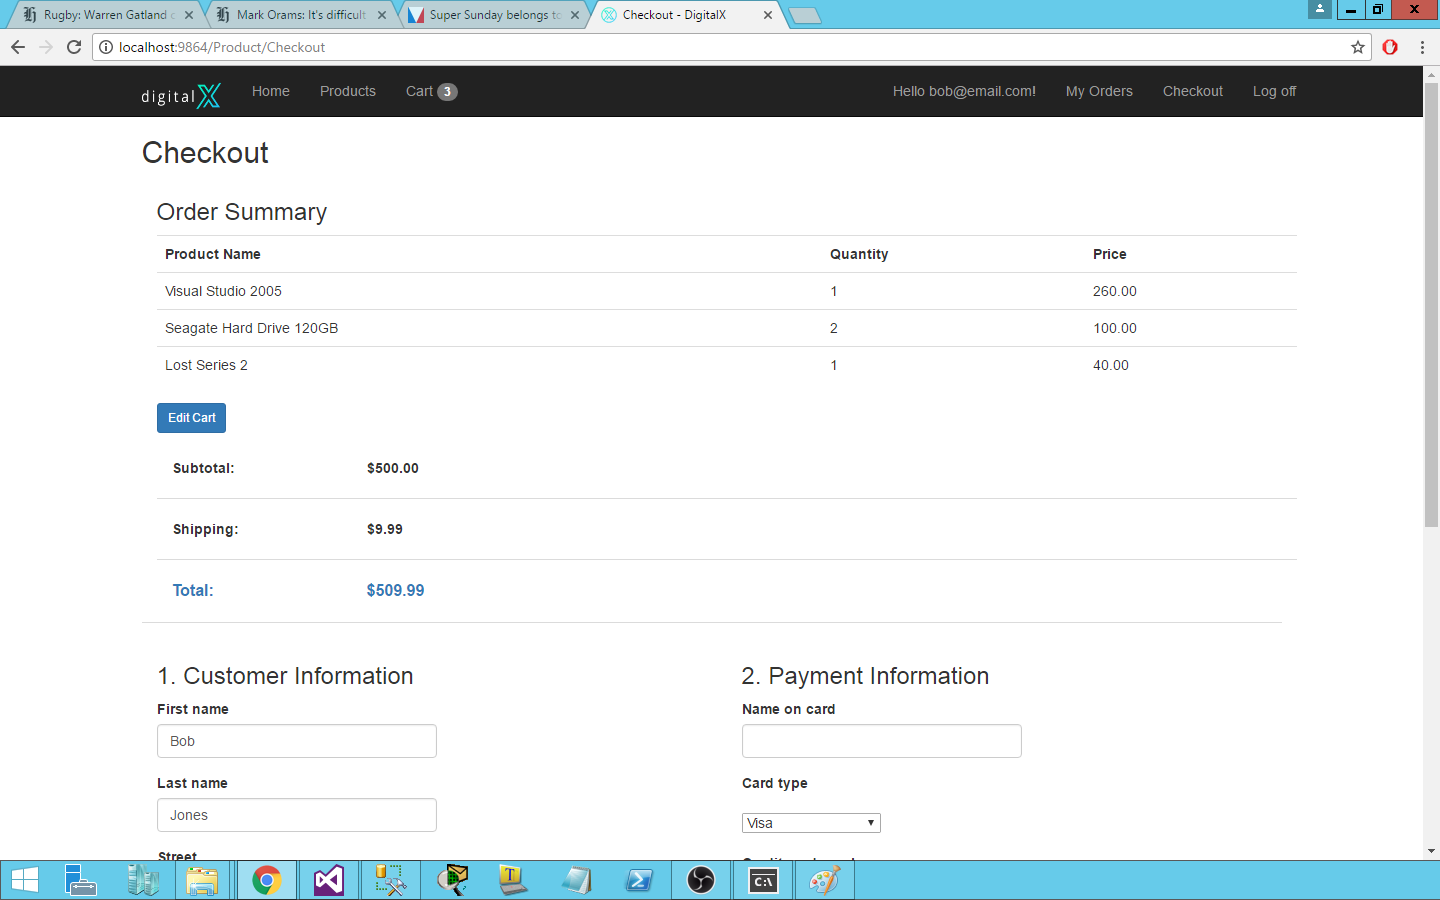 Rugby: Warren Gatland
Mark Orams: It's difficult
Super Sunday belongs to
Checkout - DigitalX
localhost:9864/Product/Checkout
digitalX Home Products Cart 3 Hello bob@email.com! My Orders Checkout Log off
Checkout
Order Summary
Product Name Quantity Price
Visual Studio 2005 1 260.00
Seagate Hard Drive 120GB 2 100.00
Lost Series 2 1 40.00
Edit Cart
Subtotal: $500.00
Shipping: $9.99
Total: $509.99
1. Customer Information
2. Payment Information
First name
Name on card
Bob
Last name
Card type
Jones
Visa
Street